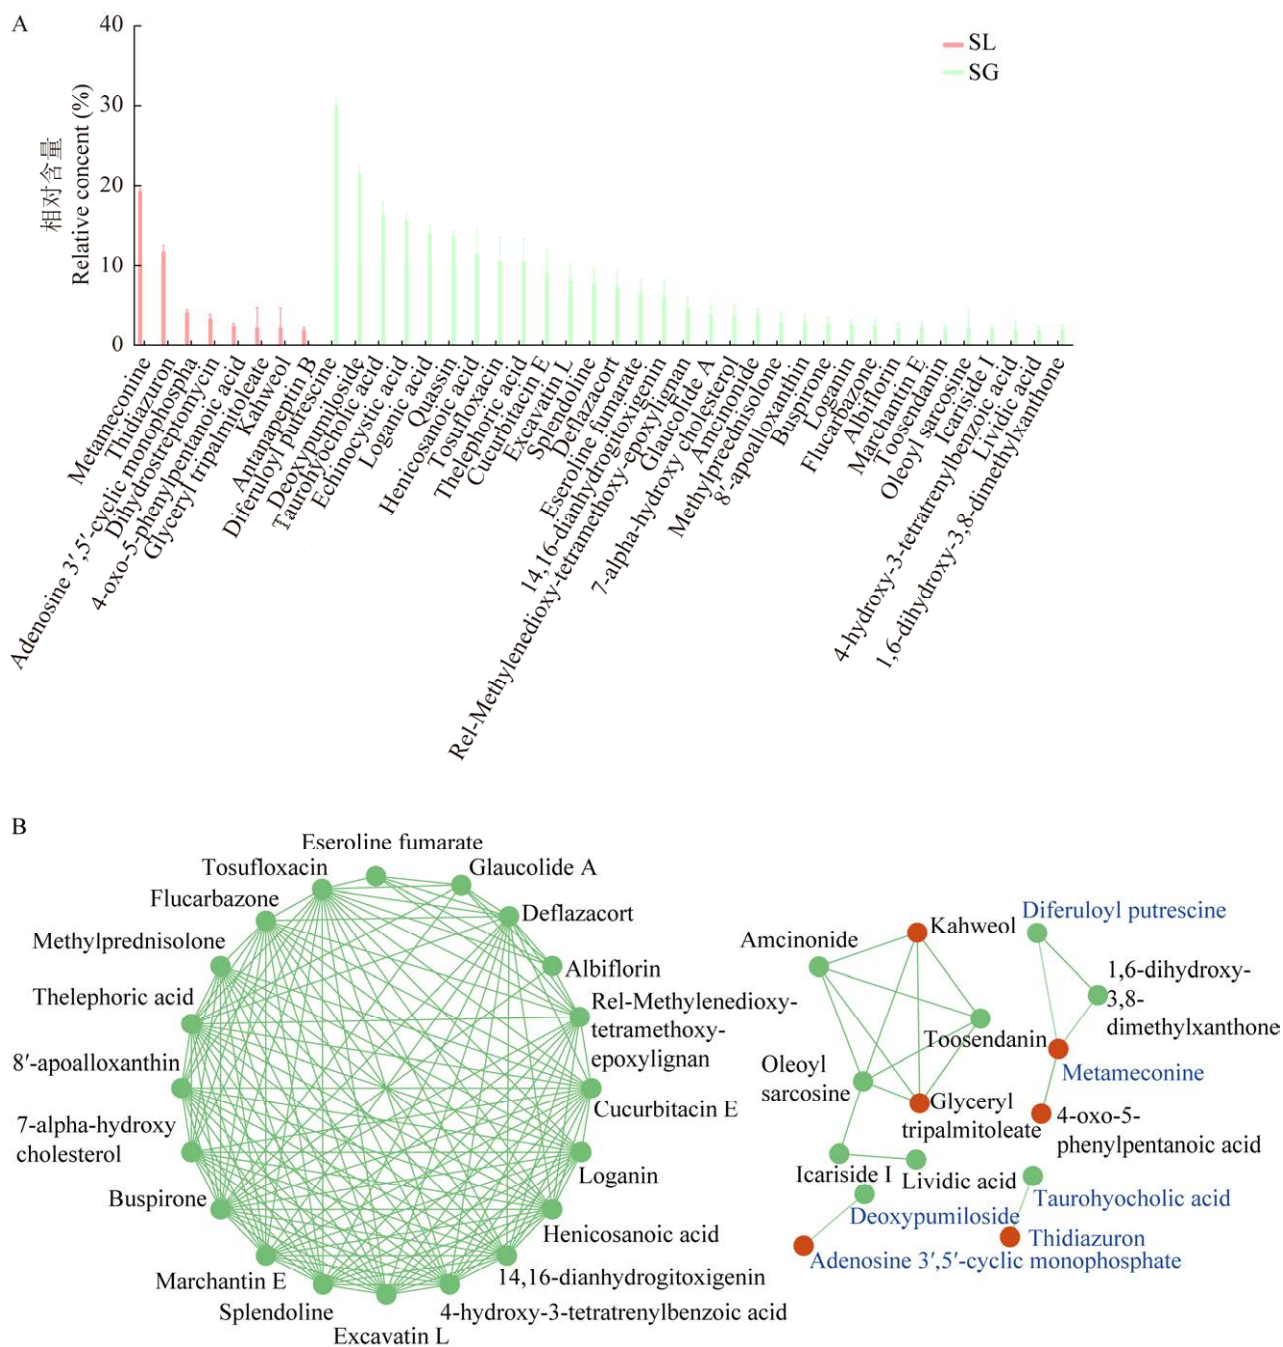 A
40
30
20
10
0
相对含量
Relative concent (%)
SL
SG
Metameconine
Thidiazuron
Adenosine 3′,5′-cyclic monophospha
Dihydrostreptomycin
4-oxo-5-phenylpentanoic acid
Glyceryl tripalmitoleate
Kahweol
Antanapeptin B
Diferuloyl putrescine
Deoxypumiloside
Taurohyocholic acid
Echinocystic acid
Loganic acid
Quassin
Henicosanoic acid
Tosufloxacin
Thelephoric acid
Cucurbitacin E
Excavatin L
Splendoline
Deflazacort
Eseroline fumarate
14,16-dianhydrogitoxigenin
Rel-Methylenedioxy-tetramethoxy-epoxylignan
Glaucolide A
7-alpha-hydroxy cholesterol
Amcinonide
Methylpreednisolone
8′-apoalloxanthin
Buspirone
Loganin
Flucarbazone
Albiflorin
Marchantin E
Toosendanin
Oleoyl sarcosine
Icariside I
4-hydroxy-3-tetratrenylbenzoic acid
Lividic acid
1,6-dihydroxy-3,8-dimethylxanthone
B
Eseroline fumarate
Tosufloxacin
Glaucolide A
Flucarbazone
Deflazacort
Methylprednisolone
Albiflorin
Thelephoric acid
Rel-Methylenedioxy-
tetramethoxy-
epoxylignan
8′-apoalloxanthin
Cucurbitacin E
7-alpha-hydroxy
cholesterol
Loganin
Buspirone
Henicosanoic acid
Marchantin E
14,16-dianhydrogitoxigenin
Splendoline
4-hydroxy-3-tetratrenylbenzoic acid
Excavatin L
Kahweol
Amcinonide
Toosendanin
Oleoyl
sarcosine
Glyceryl
tripalmitoleate
Icariside I
Lividic acid
Deoxypumiloside
Adenosine 3′,5′-cyclic monophosphate
Diferuloyl putrescine
1,6-dihydroxy-
3,8-
dimethylxanthone
Metameconine
4-oxo-5-
phenylpentanoic acid
Taurohyocholic acid
Thidiazuron